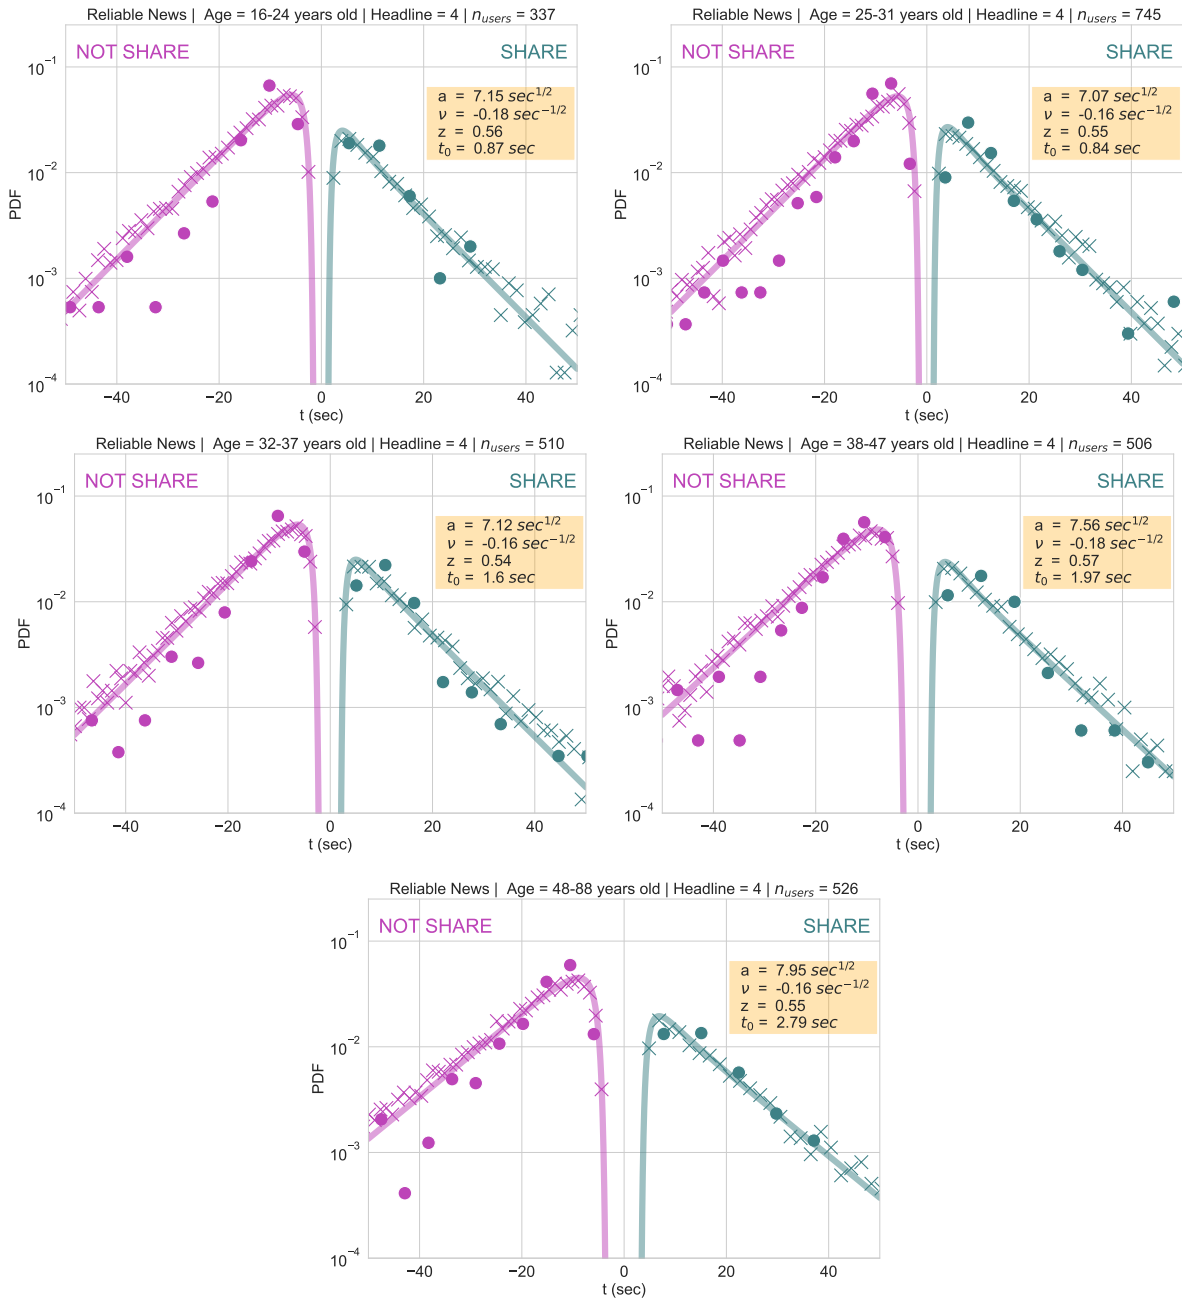 Reliable News | Age = 16-24 years old | Headline = 4 | n_users = 337
NOT SHARE
SHARE
a = 7.15 sec^1/2
ν = -0.18 sec^−1/2
z = 0.56
t_0 = 0.87 sec
10^−1
10^−2
10^−3
10^−4
PDF
−40 −20 0 20 40
t (sec)
Reliable News | Age = 25-31 years old | Headline = 4 | n_users = 745
NOT SHARE
SHARE
a = 7.07 sec^1/2
ν = -0.16 sec^−1/2
z = 0.55
t_0 = 0.84 sec
10^−1
10^−2
10^−3
10^−4
PDF
−40 −20 0 20 40
t (sec)
Reliable News | Age = 32-37 years old | Headline = 4 | n_users = 510
NOT SHARE
SHARE
a = 7.12 sec^1/2
ν = -0.16 sec^−1/2
z = 0.54
t_0 = 1.6 sec
10^−1
10^−2
10^−3
10^−4
PDF
−40 −20 0 20 40
t (sec)
Reliable News | Age = 38-47 years old | Headline = 4 | n_users = 506
NOT SHARE
SHARE
a = 7.56 sec^1/2
ν = -0.18 sec^−1/2
z = 0.57
t_0 = 1.97 sec
10^−1
10^−2
10^−3
10^−4
PDF
−40 −20 0 20 40
t (sec)
Reliable News | Age = 48-88 years old | Headline = 4 | n_users = 526
NOT SHARE
SHARE
a = 7.95 sec^1/2
ν = -0.16 sec^−1/2
z = 0.55
t_0 = 2.79 sec
10^−1
10^−2
10^−3
10^−4
PDF
−40 −20 0 20 40
t (sec)